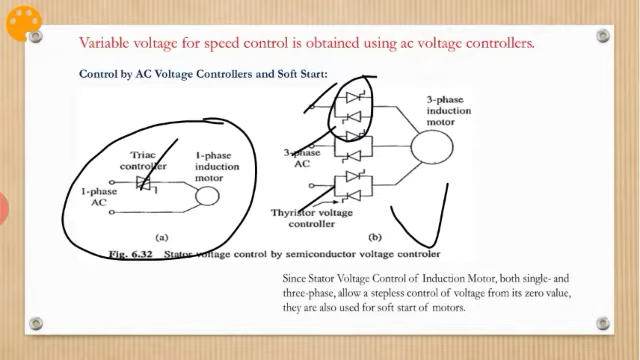 Variable voltage for speed control is obtained using ac voltage controllers.
Control by AC Voltage Controllers and Soft Start:
Triac
controller
1-phase
induction
motor
1-phase
AC
(a)
3-phase
induction
motor
3-phase
AC
Thyristor voltage
controller
(b)
Fig. 6.32 Stator voltage control by semiconductor voltage controler
Since Stator Voltage Control of Induction Motor, both single- and
three-phase, allow a stepless control of voltage from its zero value,
they are also used for soft start of motors.